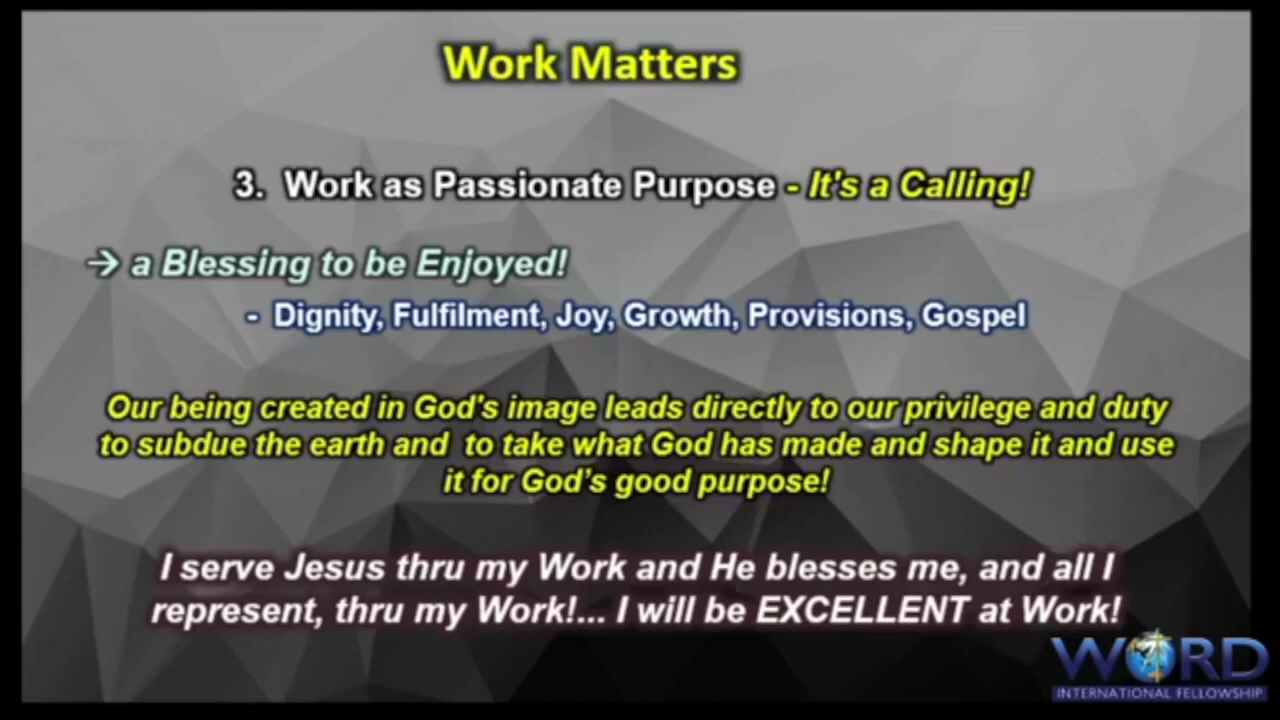 Work Matters
3. Work as Passionate Purpose - It's a Calling!
→ a Blessing to be Enjoyed!
- Dignity, Fulfilment, Joy, Growth, Provisions, Gospel
Our being created in God's image leads directly to our privilege and duty
to subdue the earth and to take what God has made and shape it and use
it for God's good purpose!
I serve Jesus thru my Work and He blesses me, and all I
represent, thru my Work!... I will be EXCELLENT at Work!
WORD
INTERNATIONAL FELLOWSHIP